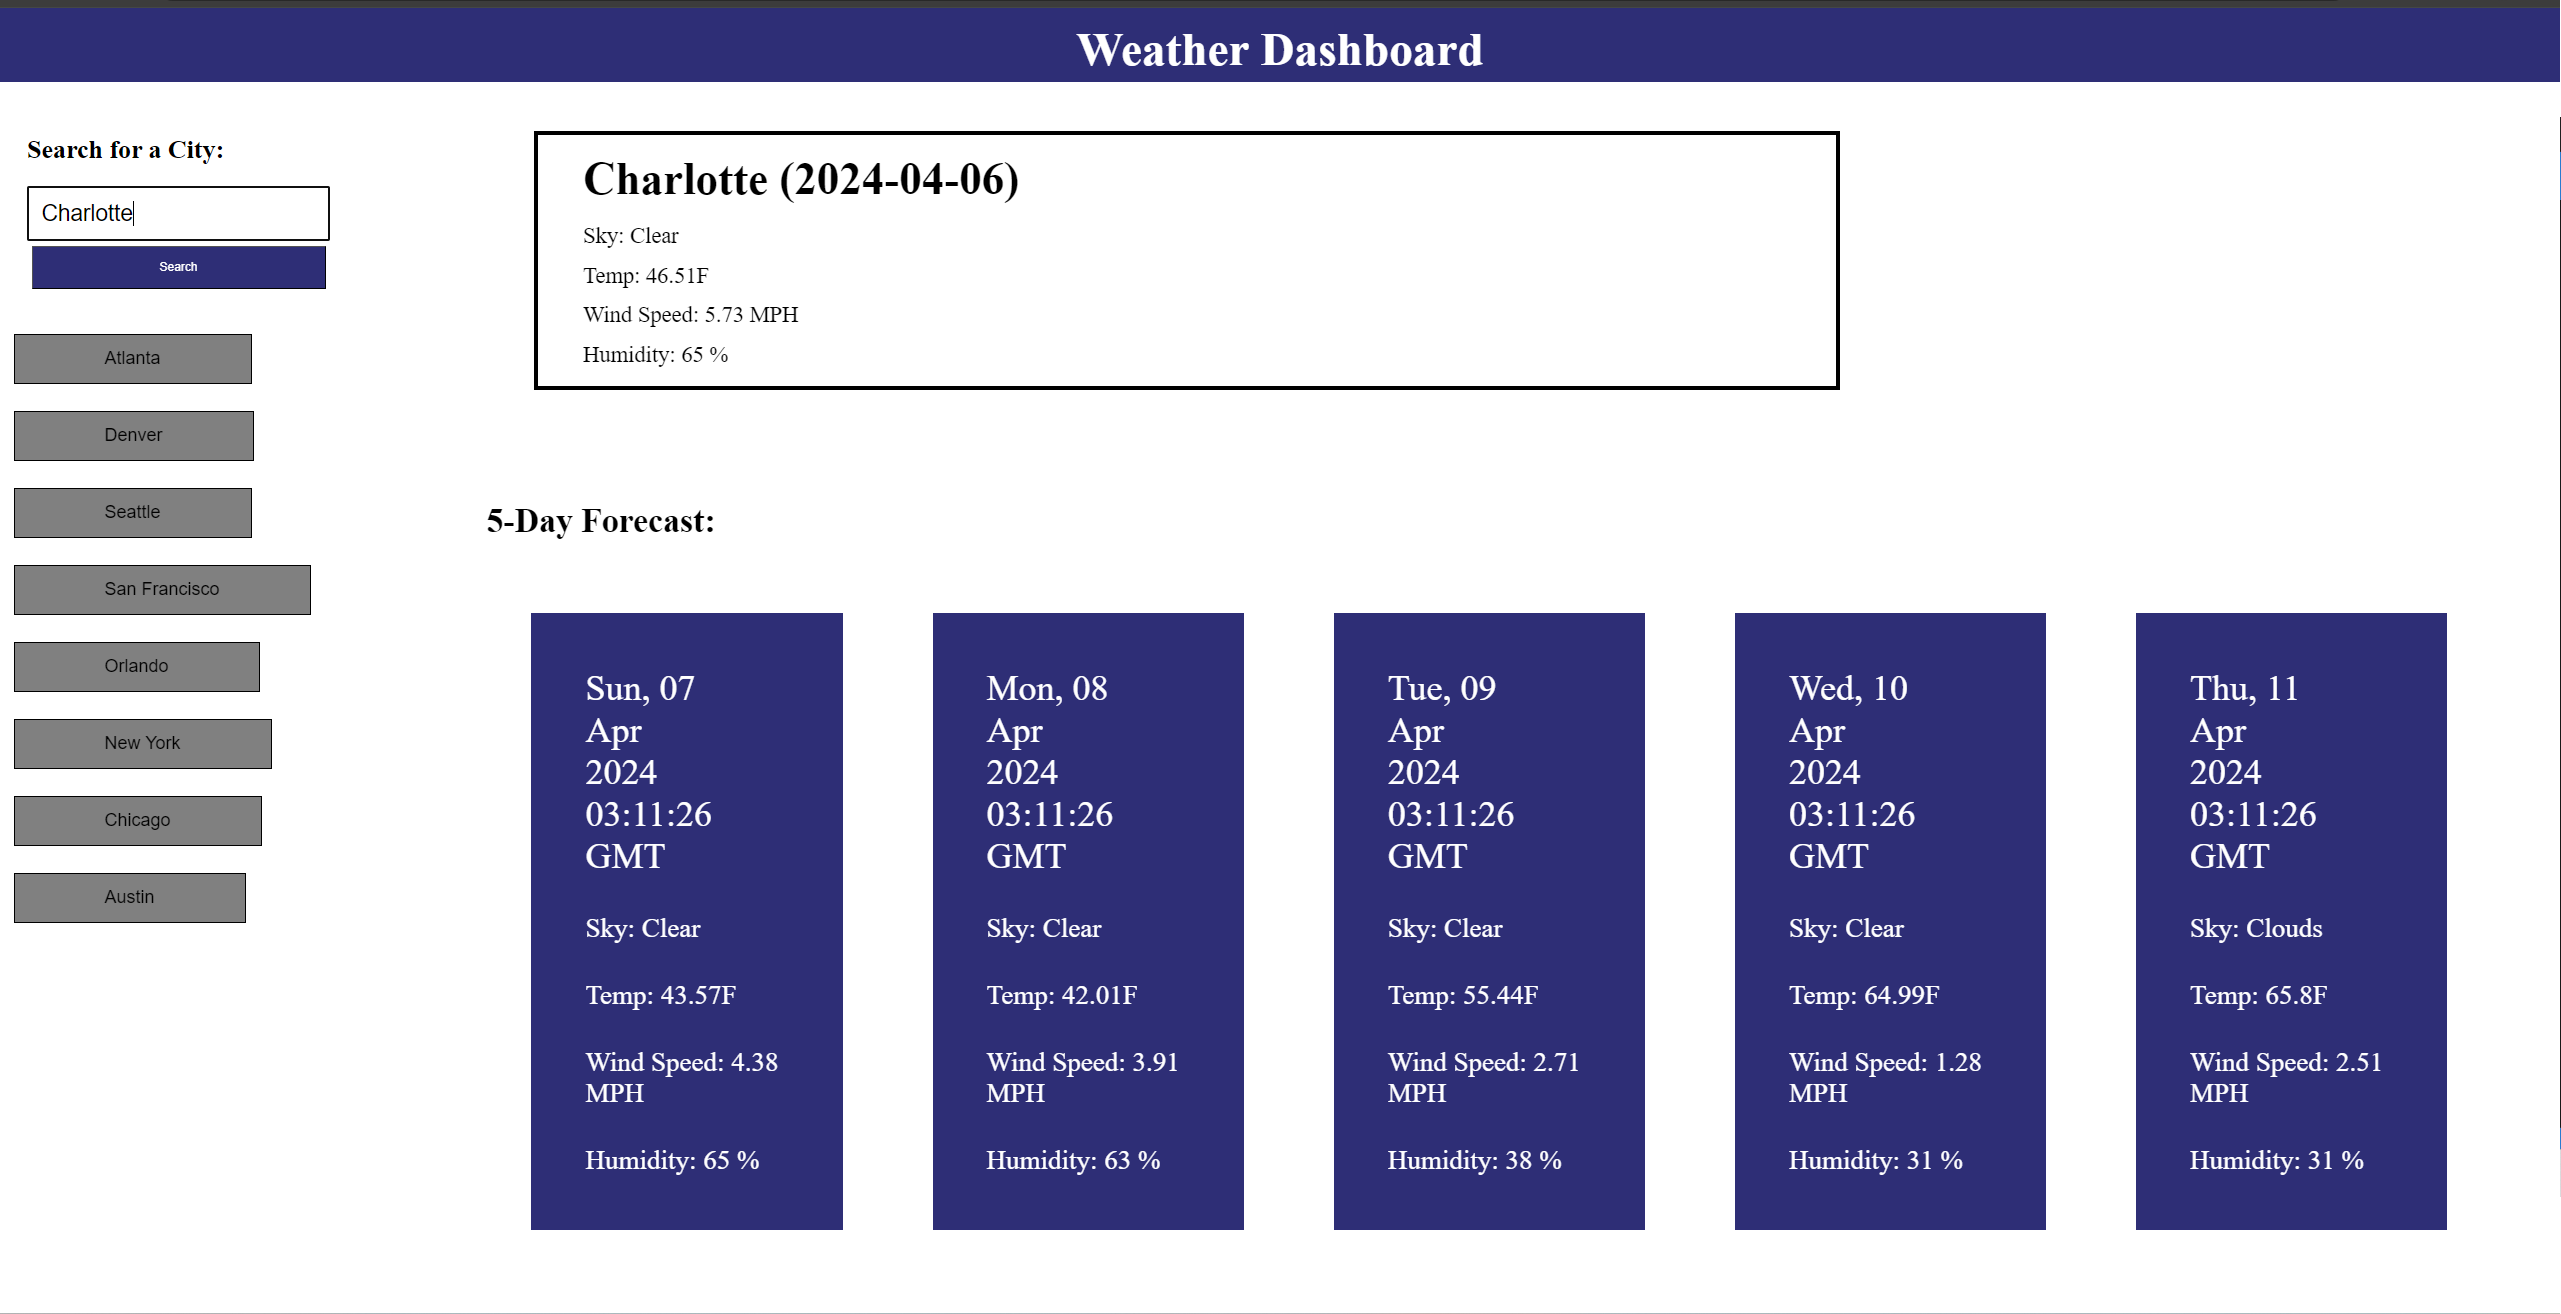 Weather Dashboard
Search for a City:
Charlotte
Search
Atlanta
Denver
Seattle
San Francisco
Orlando
New York
Chicago
Austin
Charlotte (2024-04-06)
Sky: Clear
Temp: 46.51F
Wind Speed: 5.73 MPH
Humidity: 65 %
5-Day Forecast:
Sun, 07
Apr
2024
03:11:26
GMT
Sky: Clear
Temp: 43.57F
Wind Speed: 4.38
MPH
Humidity: 65 %
Mon, 08
Apr
2024
03:11:26
GMT
Sky: Clear
Temp: 42.01F
Wind Speed: 3.91
MPH
Humidity: 63 %
Tue, 09
Apr
2024
03:11:26
GMT
Sky: Clear
Temp: 55.44F
Wind Speed: 2.71
MPH
Humidity: 38 %
Wed, 10
Apr
2024
03:11:26
GMT
Sky: Clear
Temp: 64.99F
Wind Speed: 1.28
MPH
Humidity: 31 %
Thu, 11
Apr
2024
03:11:26
GMT
Sky: Clouds
Temp: 65.8F
Wind Speed: 2.51
MPH
Humidity: 31 %